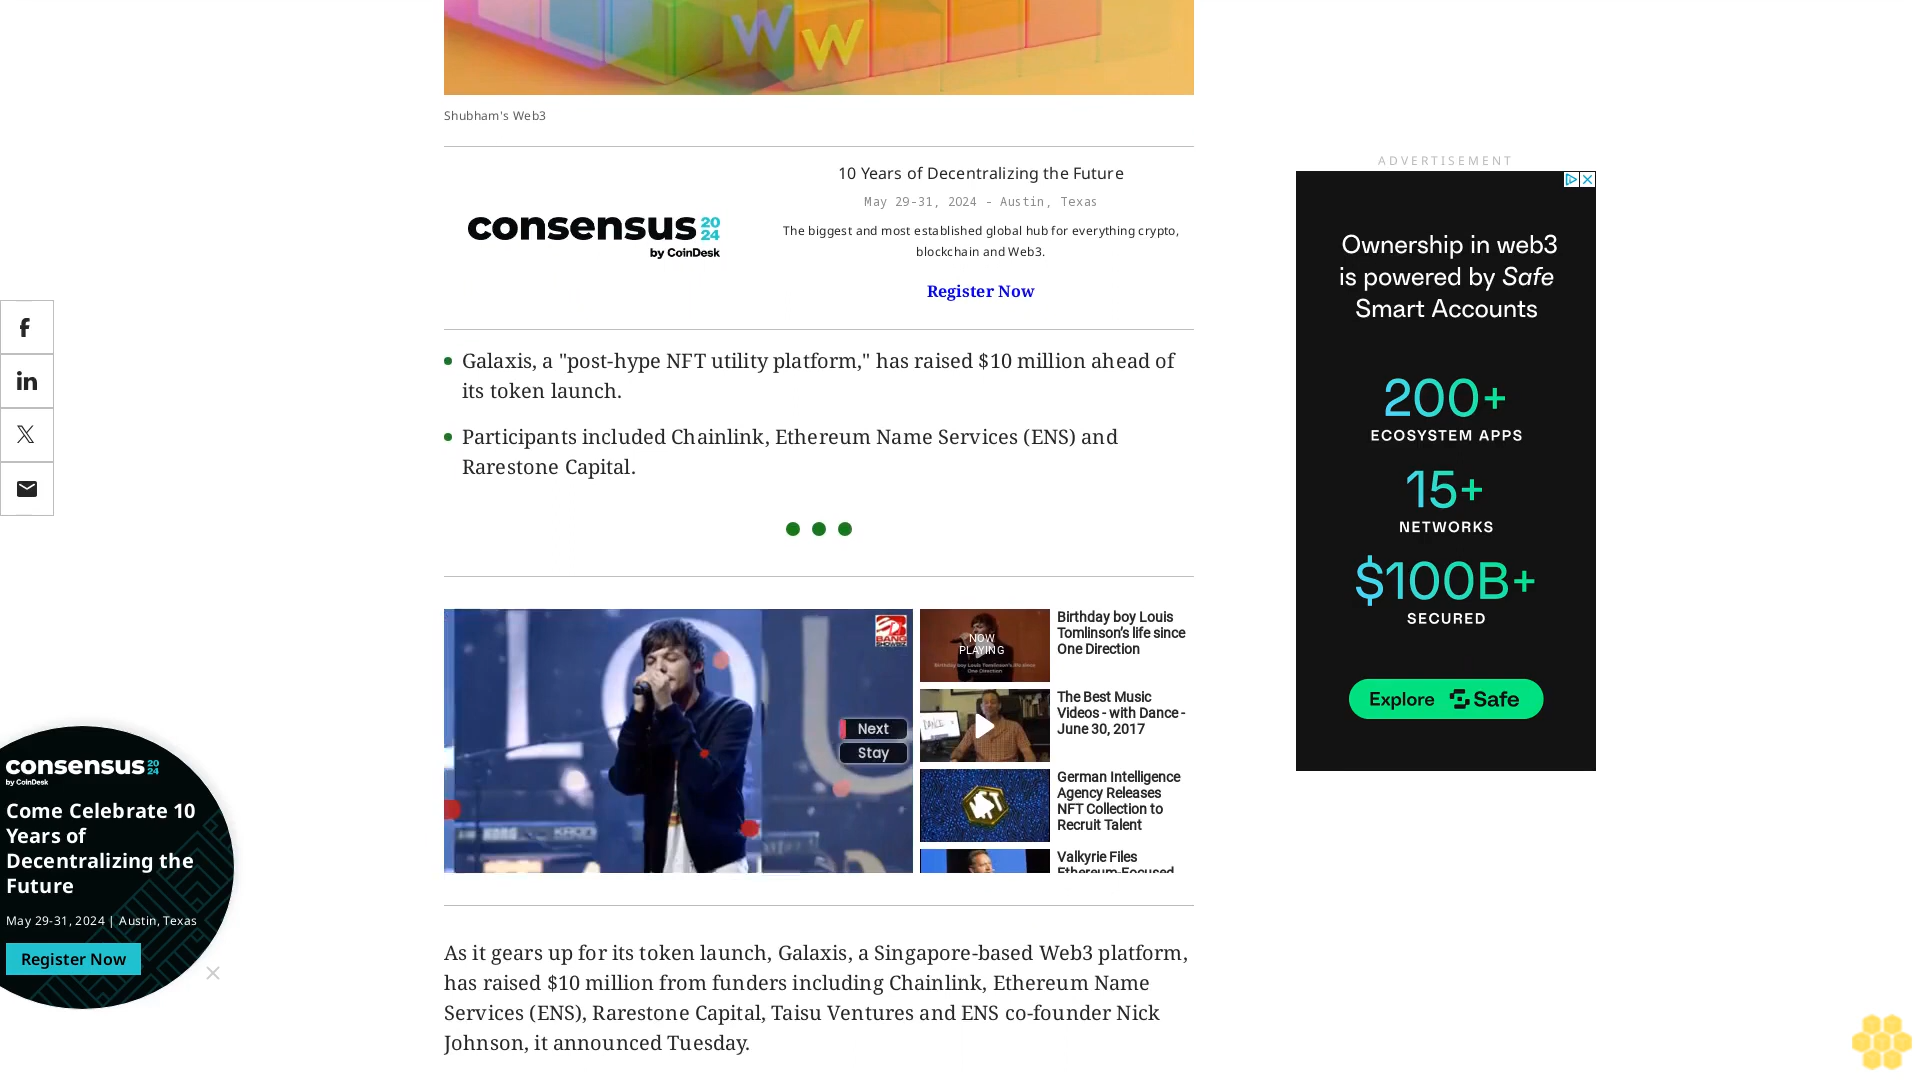 W
W
Shubham's Web3
consensus 2024
by CoinDesk
10 Years of Decentralizing the Future
May 29-31, 2024 - Austin, Texas
The biggest and most established global hub for everything crypto,
blockchain and Web3.
Register Now
Galaxis, a "post-hype NFT utility platform," has raised $10 million ahead of
its token launch.
Participants included Chainlink, Ethereum Name Services (ENS) and
Rarestone Capital.
BANG
Next
Stay
NOW
PLAYING
Birthday boy Louis Tomlinson's life since
One Direction
Birthday boy Louis
Tomlinson's life since
One Direction
DANCE
The Best Music
Videos - with Dance -
June 30, 2017
German Intelligence
Agency Releases
NFT Collection to
Recruit Talent
Valkyrie Files
Ethereum-Focused
As it gears up for its token launch, Galaxis, a Singapore-based Web3 platform,
has raised $10 million from funders including Chainlink, Ethereum Name
Services (ENS), Rarestone Capital, Taisu Ventures and ENS co-founder Nick
Johnson, it announced Tuesday.
ADVERTISEMENT
Ownership in web3
is powered by Safe
Smart Accounts
200+
ECOSYSTEM APPS
15+
NETWORKS
$100B+
SECURED
Explore Safe
consensus 2024
by CoinDesk
Come Celebrate 10
Years of
Decentralizing the
Future
May 29-31, 2024 | Austin, Texas
Register Now